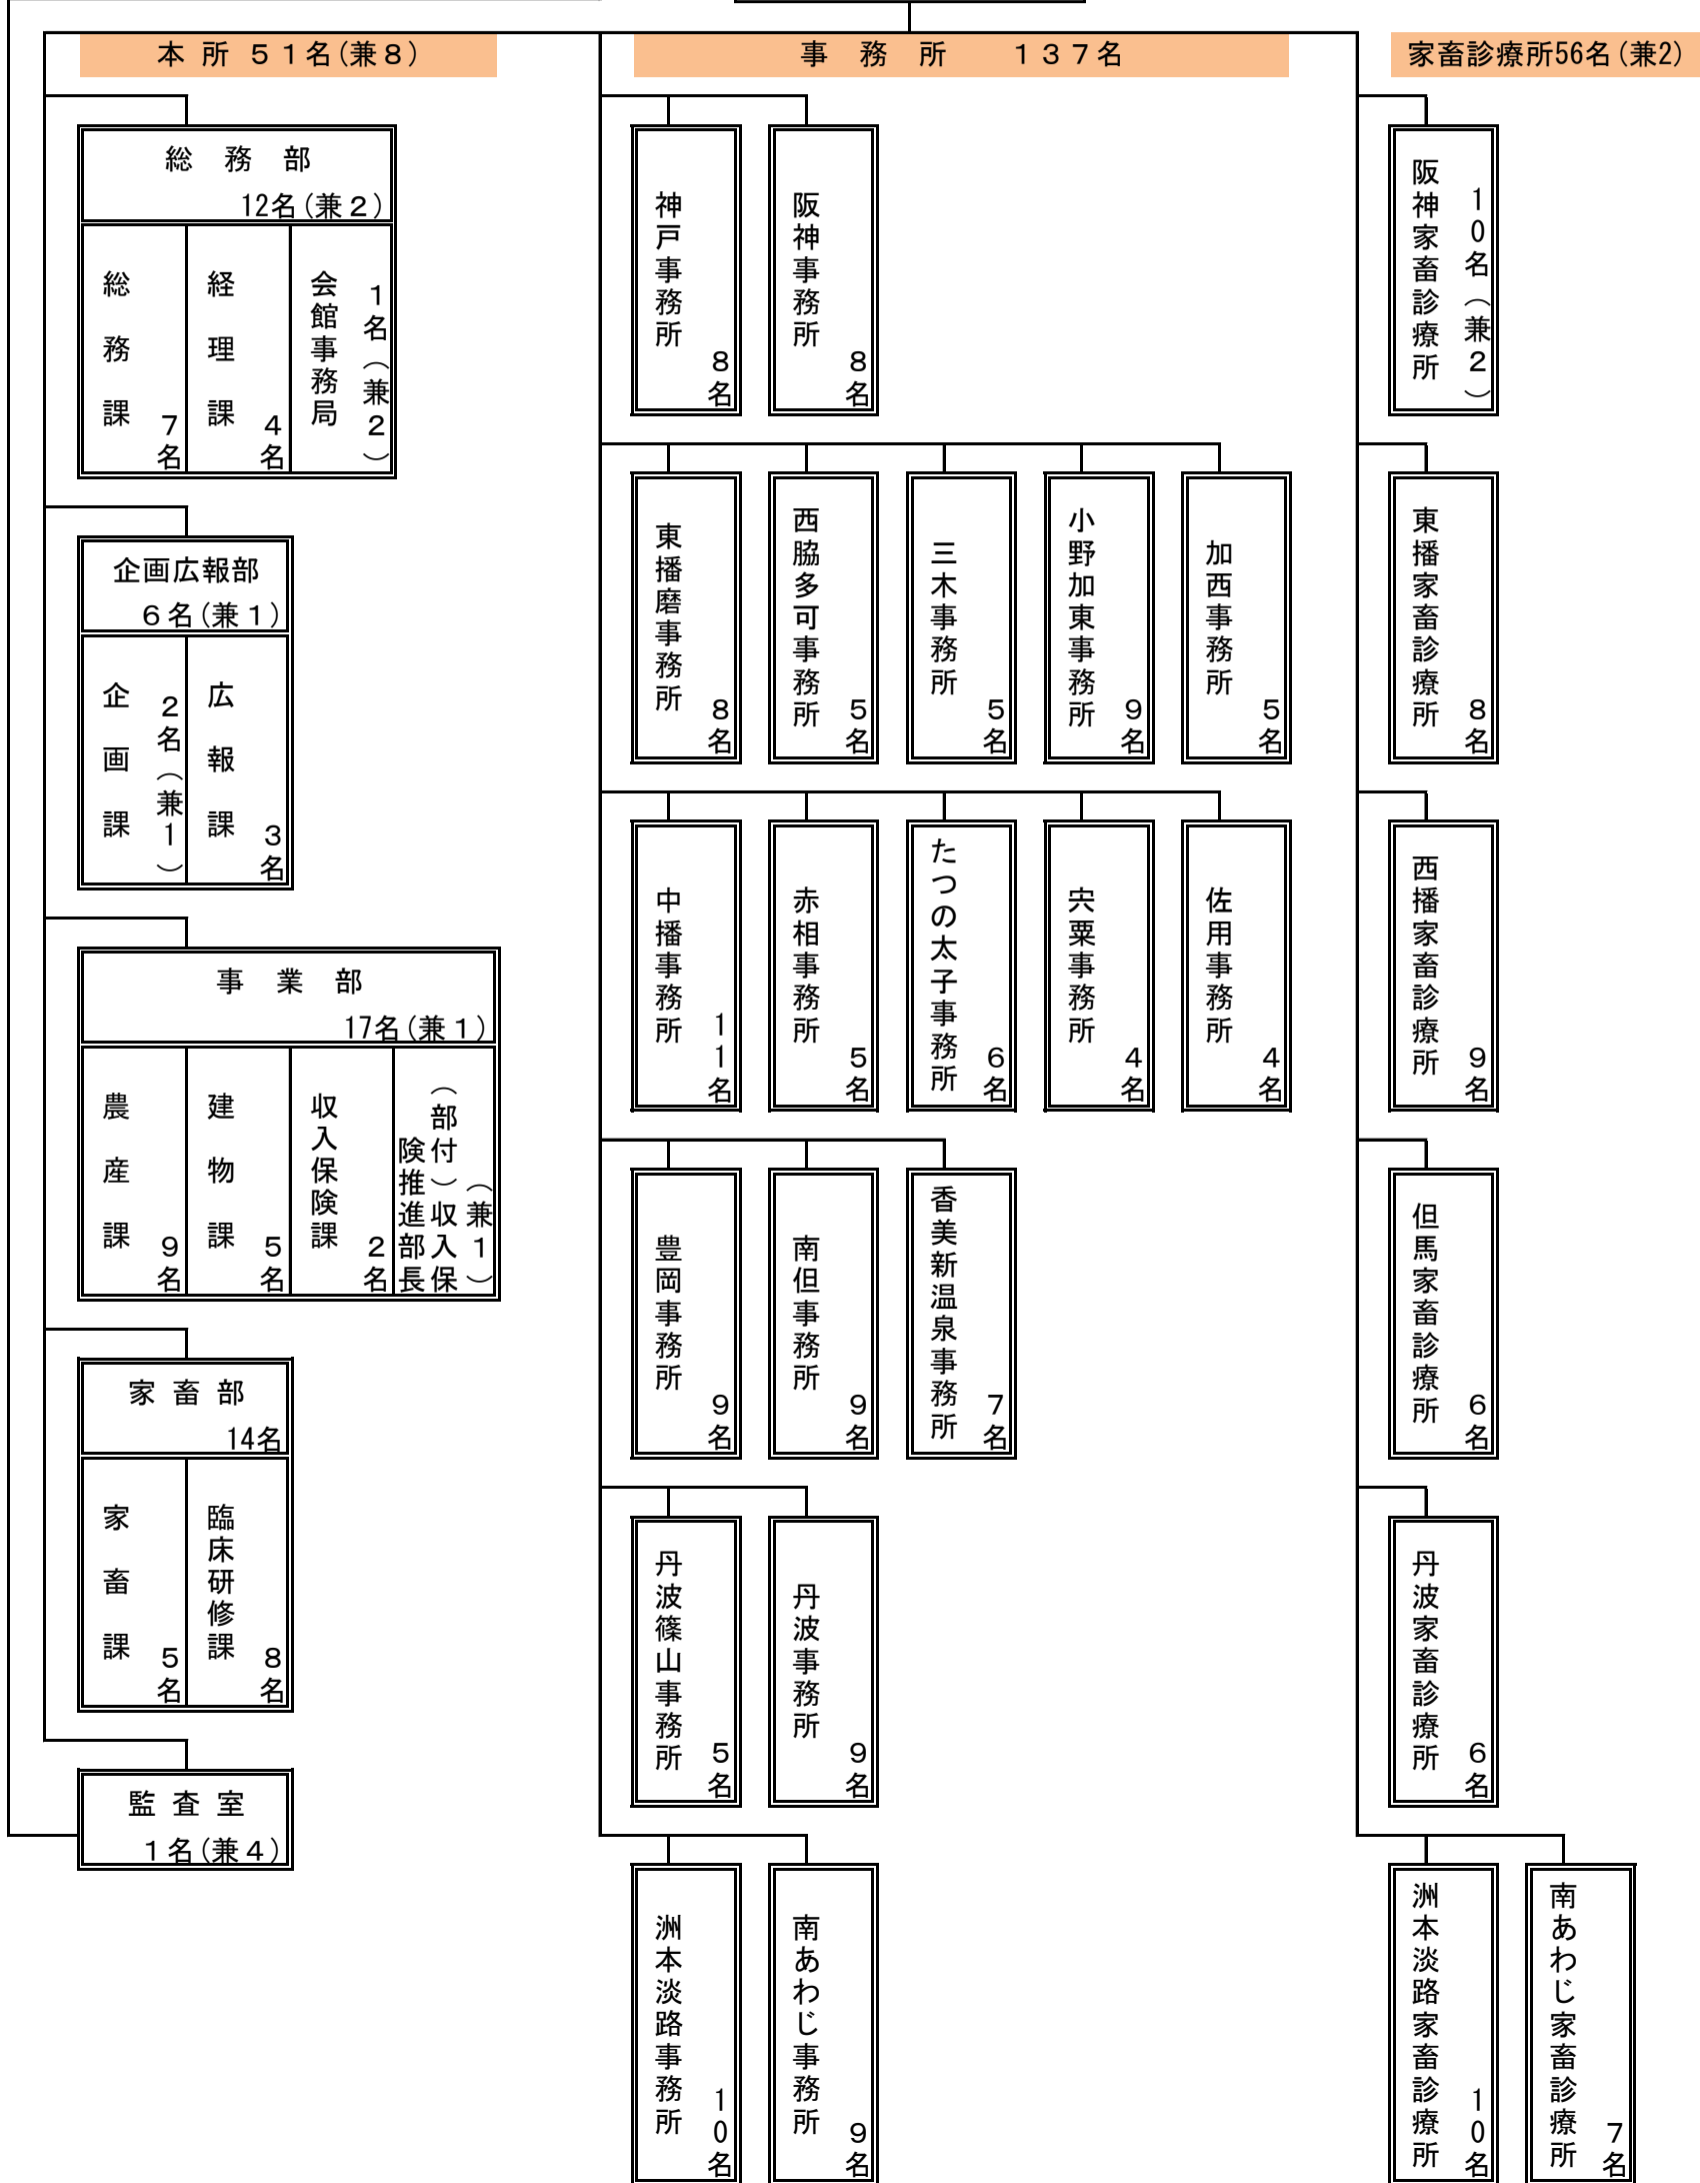 本所５１名(兼８)
総務部
12名(兼２)
総務課
７名
経理課
４名
会館事務局
１名（兼２）
企画広報部
６名(兼１)
企画課
２名（兼１）
広報課
３名
事業部
17名(兼１)
農産課
９名
建物課
５名
収入保険課
２名
（兼１）
（部付）収入保
険推進部長
家畜部
14名
家畜課
５名
臨床研修課
８名
監査室
１名(兼４)
事務所　１３７名
神戸事務所
８名
阪神事務所
８名
東播磨事務所
８名
西脇多可事務所
５名
三木事務所
５名
小野加東事務所
９名
加西事務所
５名
中播事務所
１１名
赤相事務所
５名
たつの太子事務所
６名
宍粟事務所
４名
佐用事務所
４名
豊岡事務所
９名
南但事務所
９名
香美新温泉事務所
７名
丹波篠山事務所
５名
丹波事務所
９名
洲本淡路事務所
１０名
南あわじ事務所
９名
家畜診療所56名(兼2)
阪神家畜診療所
１０名（兼２）
東播家畜診療所
８名
西播家畜診療所
９名
但馬家畜診療所
６名
丹波家畜診療所
６名
洲本淡路家畜診療所
１０名
南あわじ家畜診療所
７名